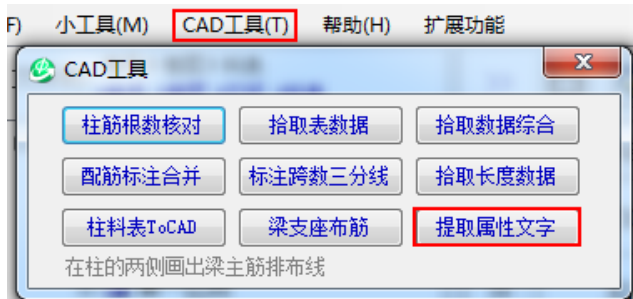 F) 小工具(M) CAD工具(T) 帮助(H) 扩展功能
CAD工具
柱筋根数核对 拾取表数据 拾取数据综合
配筋标注合并 标注跨数三分线 拾取长度数据
柱料表ToCAD 梁支座布筋 提取属性文字
在柱的两侧画出梁主筋排布线